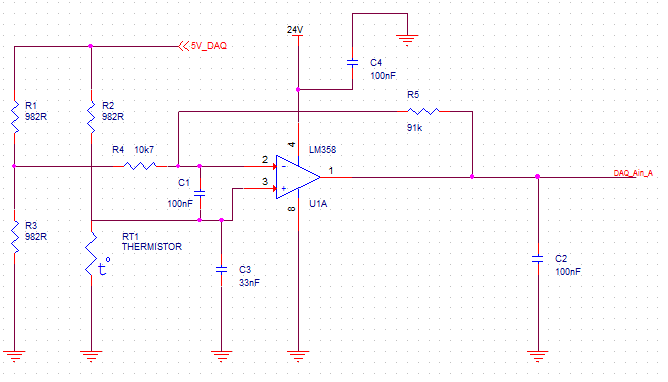 24V
5V_DAQ
C4
100nF
R5
91k
R1
982R
R2
982R
4
LM358
R4 10k7
2
-
1
DAQ_Ain_A
3
+
C1
100nF
8
U1A
R3
982R
RT1
THERMISTOR
t°
C3
33nF
C2
100nF